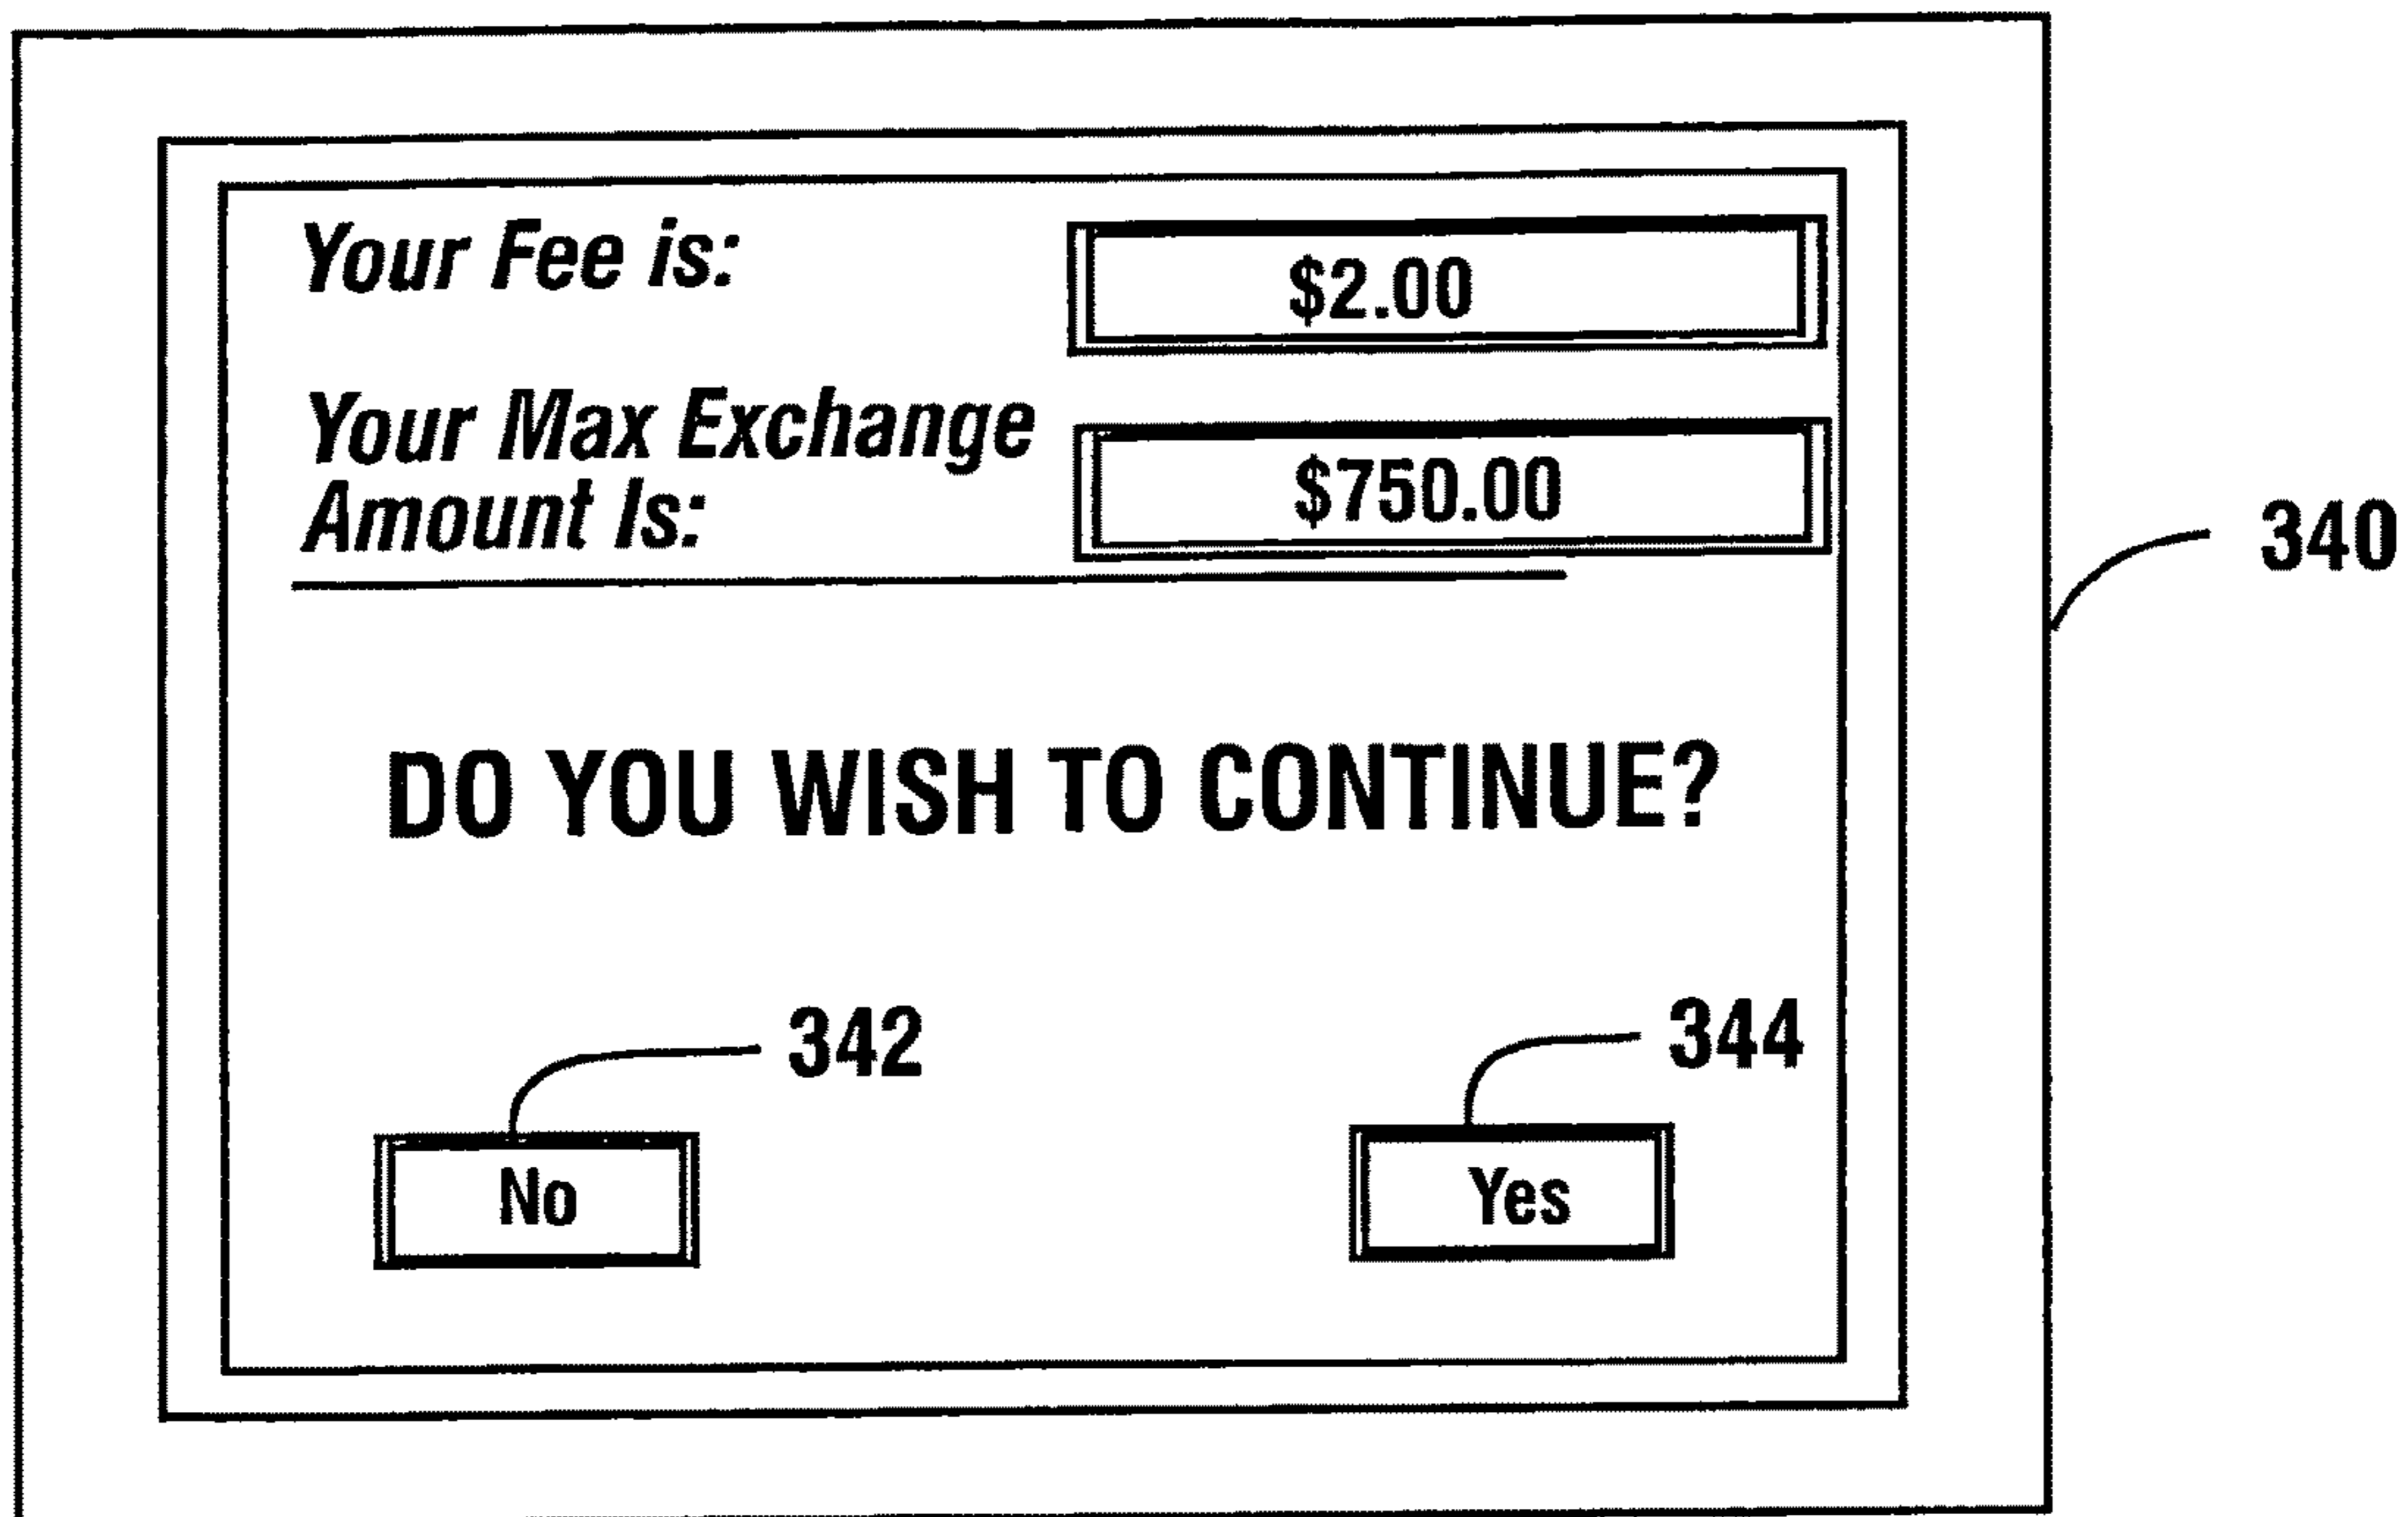 Your Fee is:
$2.00
Your Max Exchange
Amount Is:
$750.00
340
DO YOU WISH TO CONTINUE?
342
344
No
Yes